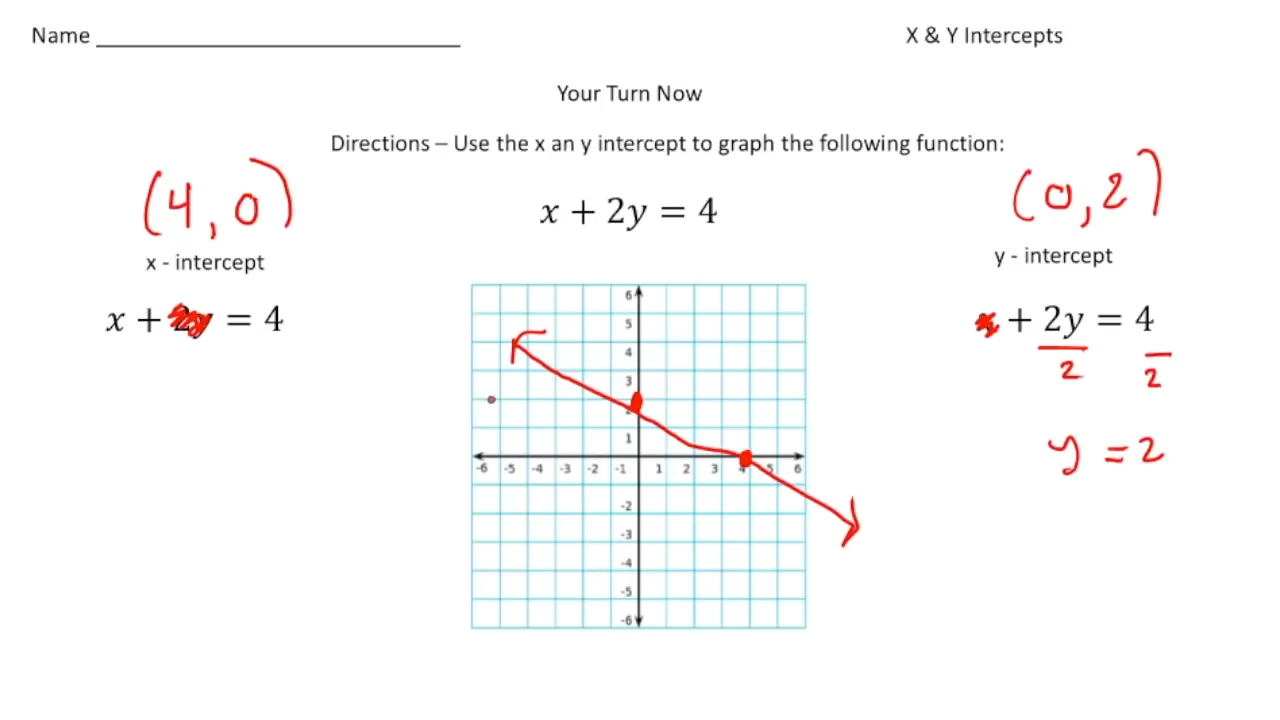 Name ______________________________ X & Y Intercepts
Your Turn Now
Directions – Use the x an y intercept to graph the following function:
(4, 0)
x + 2y = 4
(0, 2)
x - intercept
y - intercept
x + 2y = 4
x + 2y = 4
2 2
y = 2
6
5
4
3
2
1
-6 -5 -4 -3 -2 -1 1 2 3 4 5 6
-2
-3
-4
-5
-6